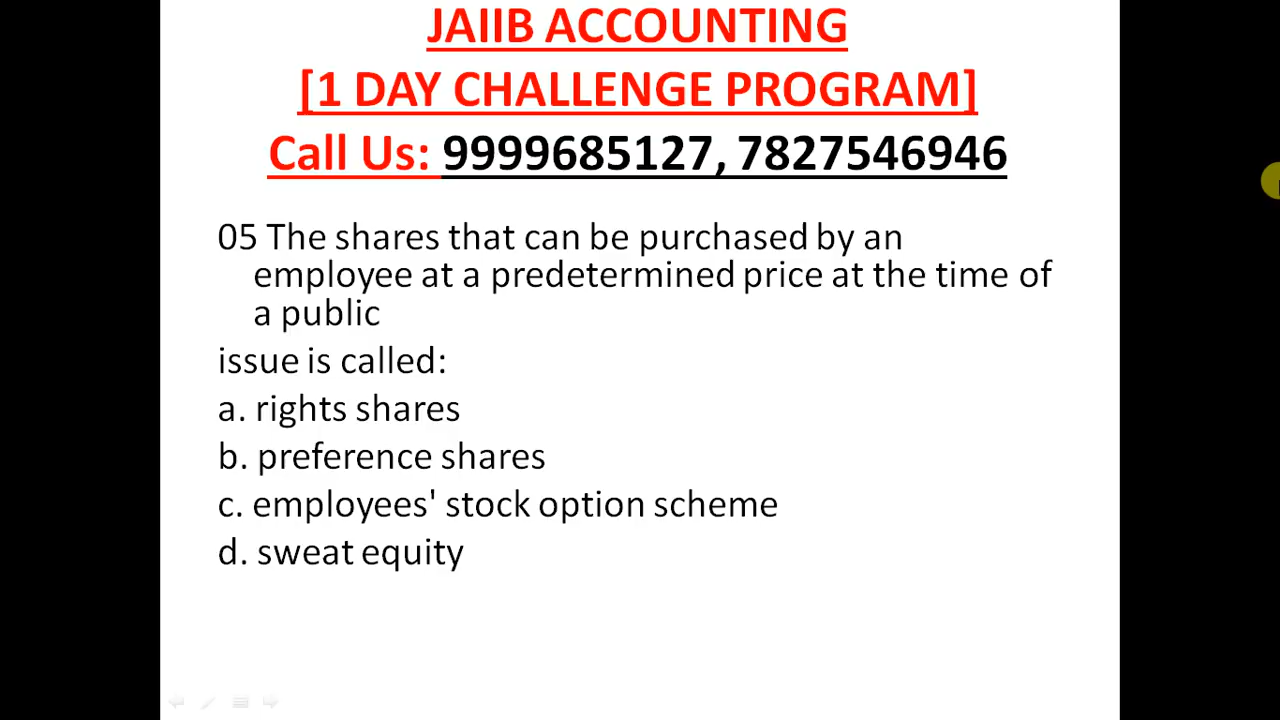 JAIIB ACCOUNTING
[1 DAY CHALLENGE PROGRAM]
Call Us: 9999685127, 7827546946
05 The shares that can be purchased by an
employee at a predetermined price at the time of
a public
issue is called:
a. rights shares
b. preference shares
c. employees' stock option scheme
d. sweat equity